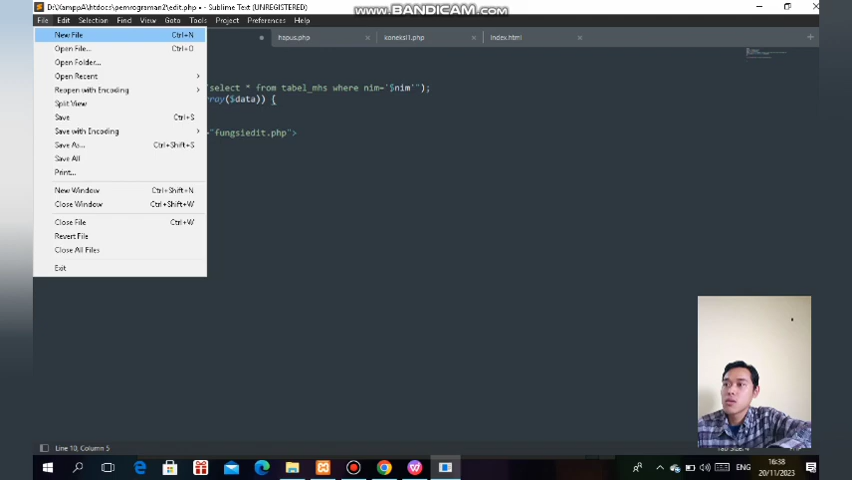 D:\XamppA\htdocs\pemrograman2\edit.php • - Sublime Text (UNREGISTERED)
WWW.BANDICAM.COM
File Edit Selection Find View Goto Tools Project Preferences Help
hapus.php × koneksi1.php × index.html ×
New File Ctrl+N
Open File... Ctrl+O
Open Folder...
Open Recent
Reopen with Encoding
Split View
Save Ctrl+S
Save with Encoding
Save As... Ctrl+Shift+S
Save All
Print...
New Window Ctrl+Shift+N
Close Window Ctrl+Shift+W
Close File Ctrl+W
Revert File
Close All Files
Exit
"select * from tabel_mhs where nim='$nim'");
rray($data)) {
="fungsiedit.php">
Line 10, Column 5
ENG
16:38
20/11/2023